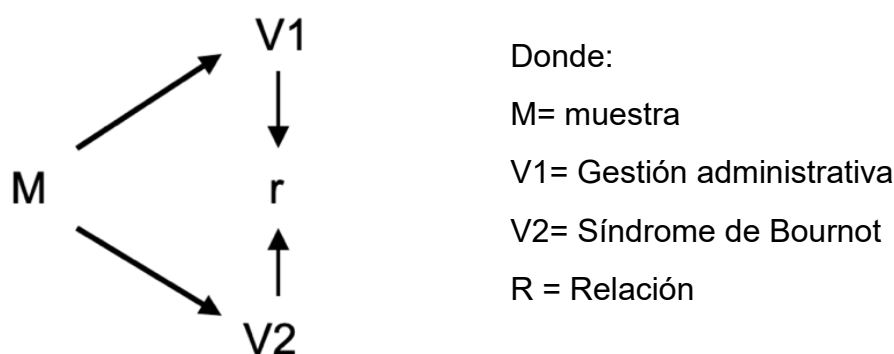 V1
M
r
V2
Donde:
M= muestra
V1= Gestión administrativa
V2= Síndrome de Bournot
R = Relación